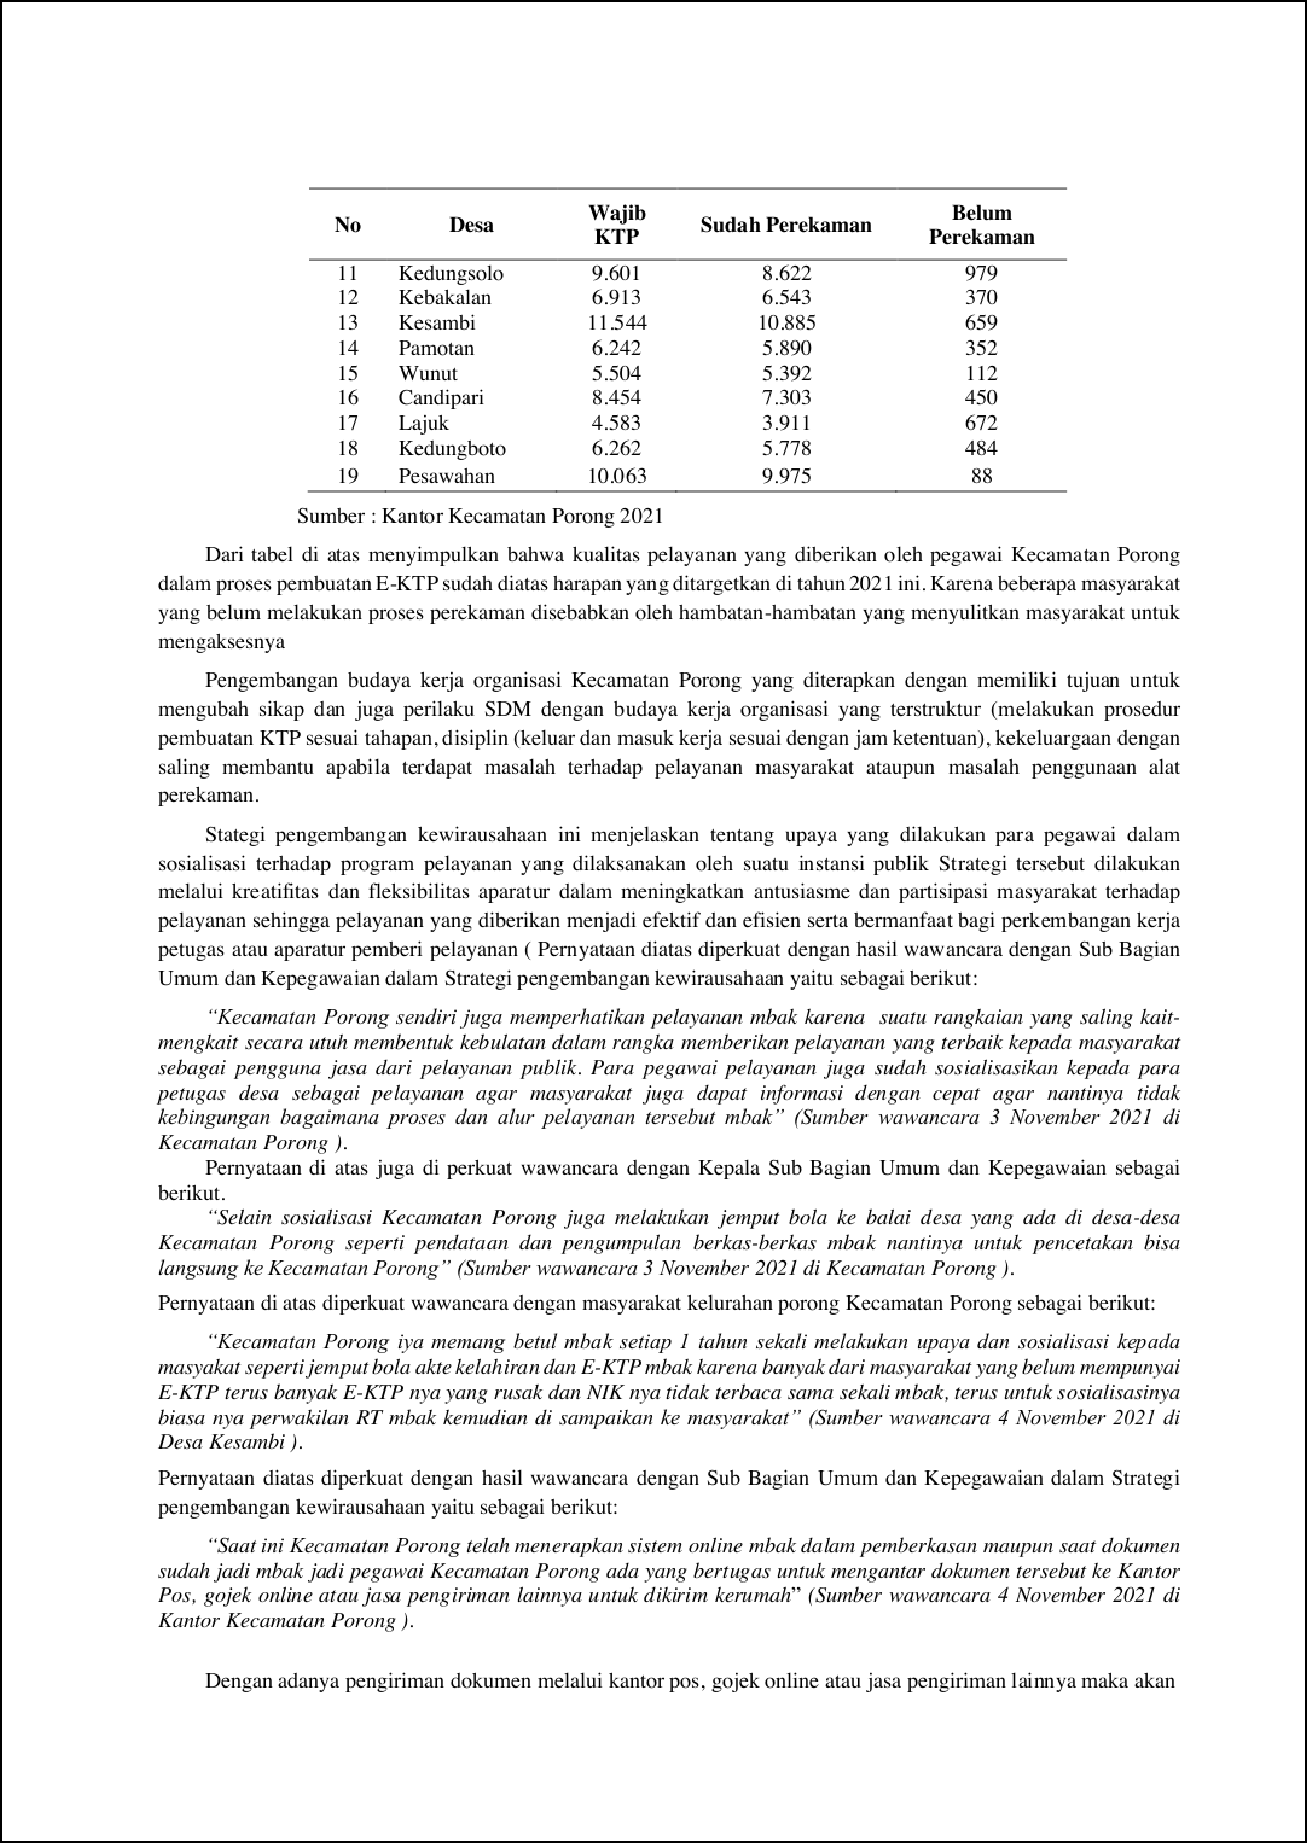 No Desa Wajib KTP Sudah Perekaman Belum Perekaman
11 Kedungsolo 9.601 8.622 979
12 Kebakalan 6.913 6.543 370
13 Kesambi 11.544 10.885 659
14 Pamotan 6.242 5.890 352
15 Wunut 5.504 5.392 112
16 Candipari 8.454 7.303 450
17 Lajuk 4.583 3.911 672
18 Kedungboto 6.262 5.778 484
19 Pesawahan 10.063 9.975 88
Sumber : Kantor Kecamatan Porong 2021
Dari tabel di atas menyimpulkan bahwa kualitas pelayanan yang diberikan oleh pegawai Kecamatan Porong
dalam proses pembuatan E-KTP sudah diatas harapan yang ditargetkan di tahun 2021 ini. Karena beberapa masyarakat
yang belum melakukan proses perekaman disebabkan oleh hambatan-hambatan yang menyulitkan masyarakat untuk
mengaksesnya
Pengembangan budaya kerja organisasi Kecamatan Porong yang diterapkan dengan memiliki tujuan untuk
mengubah sikap dan juga perilaku SDM dengan budaya kerja organisasi yang terstruktur (melakukan prosedur
pembuatan KTP sesuai tahapan, disiplin (keluar dan masuk kerja sesuai dengan jam ketentuan), kekeluargaan dengan
saling membantu apabila terdapat masalah terhadap pelayanan masyarakat ataupun masalah penggunaan alat
perekaman.
Stategi pengembangan kewirausahaan ini menjelaskan tentang upaya yang dilakukan para pegawai dalam
sosialisasi terhadap program pelayanan yang dilaksanakan oleh suatu instansi publik Strategi tersebut dilakukan
melalui kreatifitas dan fleksibilitas aparatur dalam meningkatkan antusiasme dan partisipasi masyarakat terhadap
pelayanan sehingga pelayanan yang diberikan menjadi efektif dan efisien serta bermanfaat bagi perkembangan kerja
petugas atau aparatur pemberi pelayanan ( Pernyataan diatas diperkuat dengan hasil wawancara dengan Sub Bagian
Umum dan Kepegawaian dalam Strategi pengembangan kewirausahaan yaitu sebagai berikut:
“Kecamatan Porong sendiri juga memperhatikan pelayanan mbak karena suatu rangkaian yang saling kait-
mengkait secara utuh membentuk kebulatan dalam rangka memberikan pelayanan yang terbaik kepada masyarakat
sebagai pengguna jasa dari pelayanan publik. Para pegawai pelayanan juga sudah sosialisasikan kepada para
petugas desa sebagai pelayanan agar masyarakat juga dapat informasi dengan cepat agar nantinya tidak
kebingungan bagaimana proses dan alur pelayanan tersebut mbak” (Sumber wawancara 3 November 2021 di
Kecamatan Porong ).
Pernyataan di atas juga di perkuat wawancara dengan Kepala Sub Bagian Umum dan Kepegawaian sebagai
berikut.
“Selain sosialisasi Kecamatan Porong juga melakukan jemput bola ke balai desa yang ada di desa-desa
Kecamatan Porong seperti pendataan dan pengumpulan berkas-berkas mbak nantinya untuk pencetakan bisa
langsung ke Kecamatan Porong” (Sumber wawancara 3 November 2021 di Kecamatan Porong ).
Pernyataan di atas diperkuat wawancara dengan masyarakat kelurahan porong Kecamatan Porong sebagai berikut:
“Kecamatan Porong iya memang betul mbak setiap 1 tahun sekali melakukan upaya dan sosialisasi kepada
masyakat seperti jemput bola akte kelahiran dan E-KTP mbak karena banyak dari masyarakat yang belum mempunyai
E-KTP terus banyak E-KTP nya yang rusak dan NIK nya tidak terbaca sama sekali mbak, terus untuk sosialisasinya
biasa nya perwakilan RT mbak kemudian di sampaikan ke masyarakat” (Sumber wawancara 4 November 2021 di
Desa Kesambi ).
Pernyataan diatas diperkuat dengan hasil wawancara dengan Sub Bagian Umum dan Kepegawaian dalam Strategi
pengembangan kewirausahaan yaitu sebagai berikut:
“Saat ini Kecamatan Porong telah menerapkan sistem online mbak dalam pemberkasan maupun saat dokumen
sudah jadi mbak jadi pegawai Kecamatan Porong ada yang bertugas untuk mengantar dokumen tersebut ke Kantor
Pos, gojek online atau jasa pengiriman lainnya untuk dikirim kerumah” (Sumber wawancara 4 November 2021 di
Kantor Kecamatan Porong ).
Dengan adanya pengiriman dokumen melalui kantor pos, gojek online atau jasa pengiriman lainnya maka akan